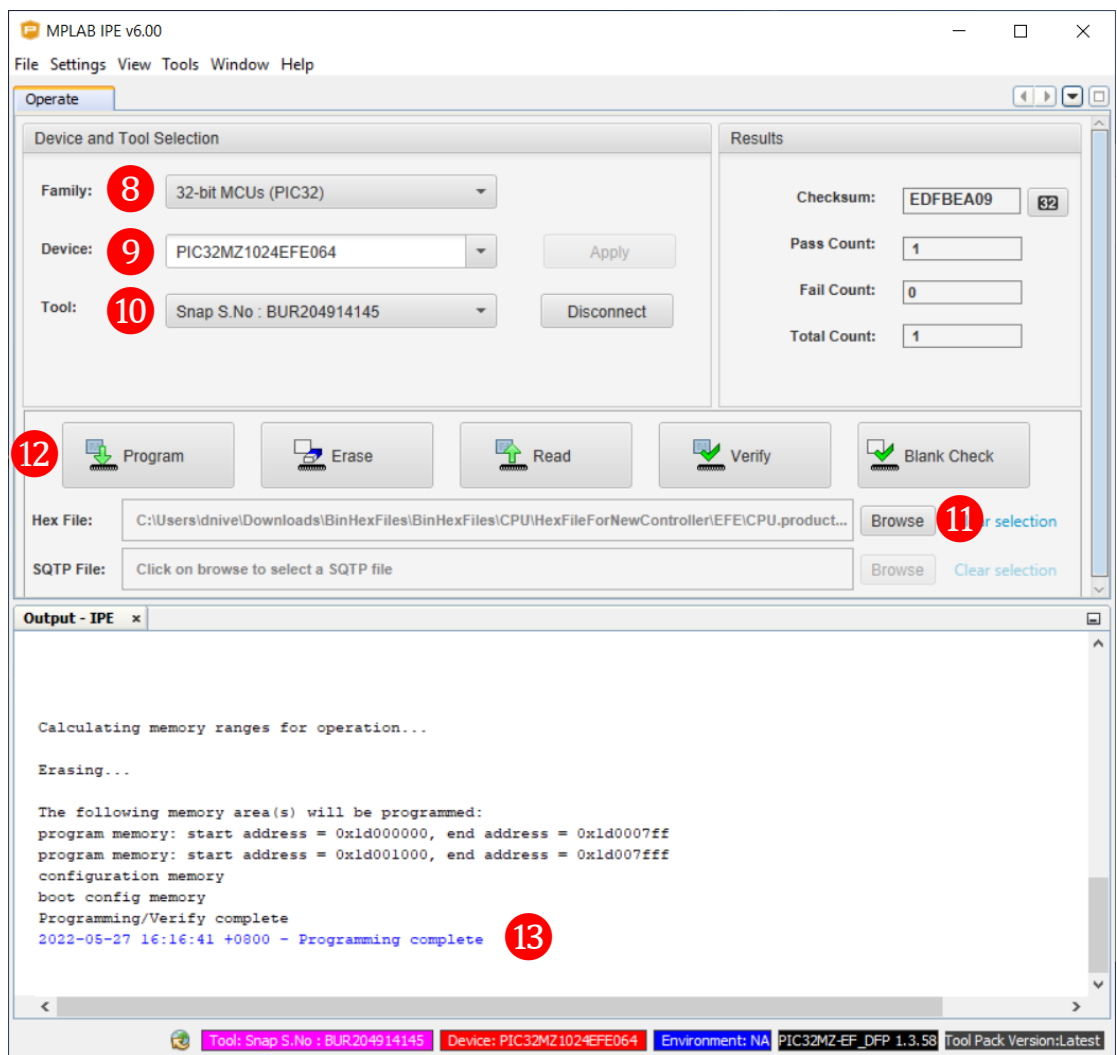 MPLAB IPE v6.00
File Settings View Tools Window Help
Operate
Device and Tool Selection
Results
Family: 8 32-bit MCUs (PIC32)
Checksum: EDFBEA09 32
Device: 9 PIC32MZ1024EFE064 Apply
Pass Count: 1
Fail Count: 0
Tool: 10 Snap S.No : BUR204914145 Disconnect
Total Count: 1
12 Program Erase Read Verify Blank Check
Hex File: C:\Users\dnive\Downloads\BinHexFiles\BinHexFiles\CPU\HexFileForNewController\EFE\CPU.product... Browse 11 selection
SQTP File: Click on browse to select a SQTP file Browse Clear selection
Output - IPE x
Calculating memory ranges for operation...
Erasing...
The following memory area(s) will be programmed:
program memory: start address = 0x1d000000, end address = 0x1d0007ff
program memory: start address = 0x1d001000, end address = 0x1d007fff
configuration memory
boot config memory
Programming/Verify complete
2022-05-27 16:16:41 +0800 - Programming complete 13
Tool: Snap S.No : BUR204914145 Device: PIC32MZ1024EFE064 Environment: NA PIC32MZ-EF_DFP 1.3.58 Tool Pack Version:Latest